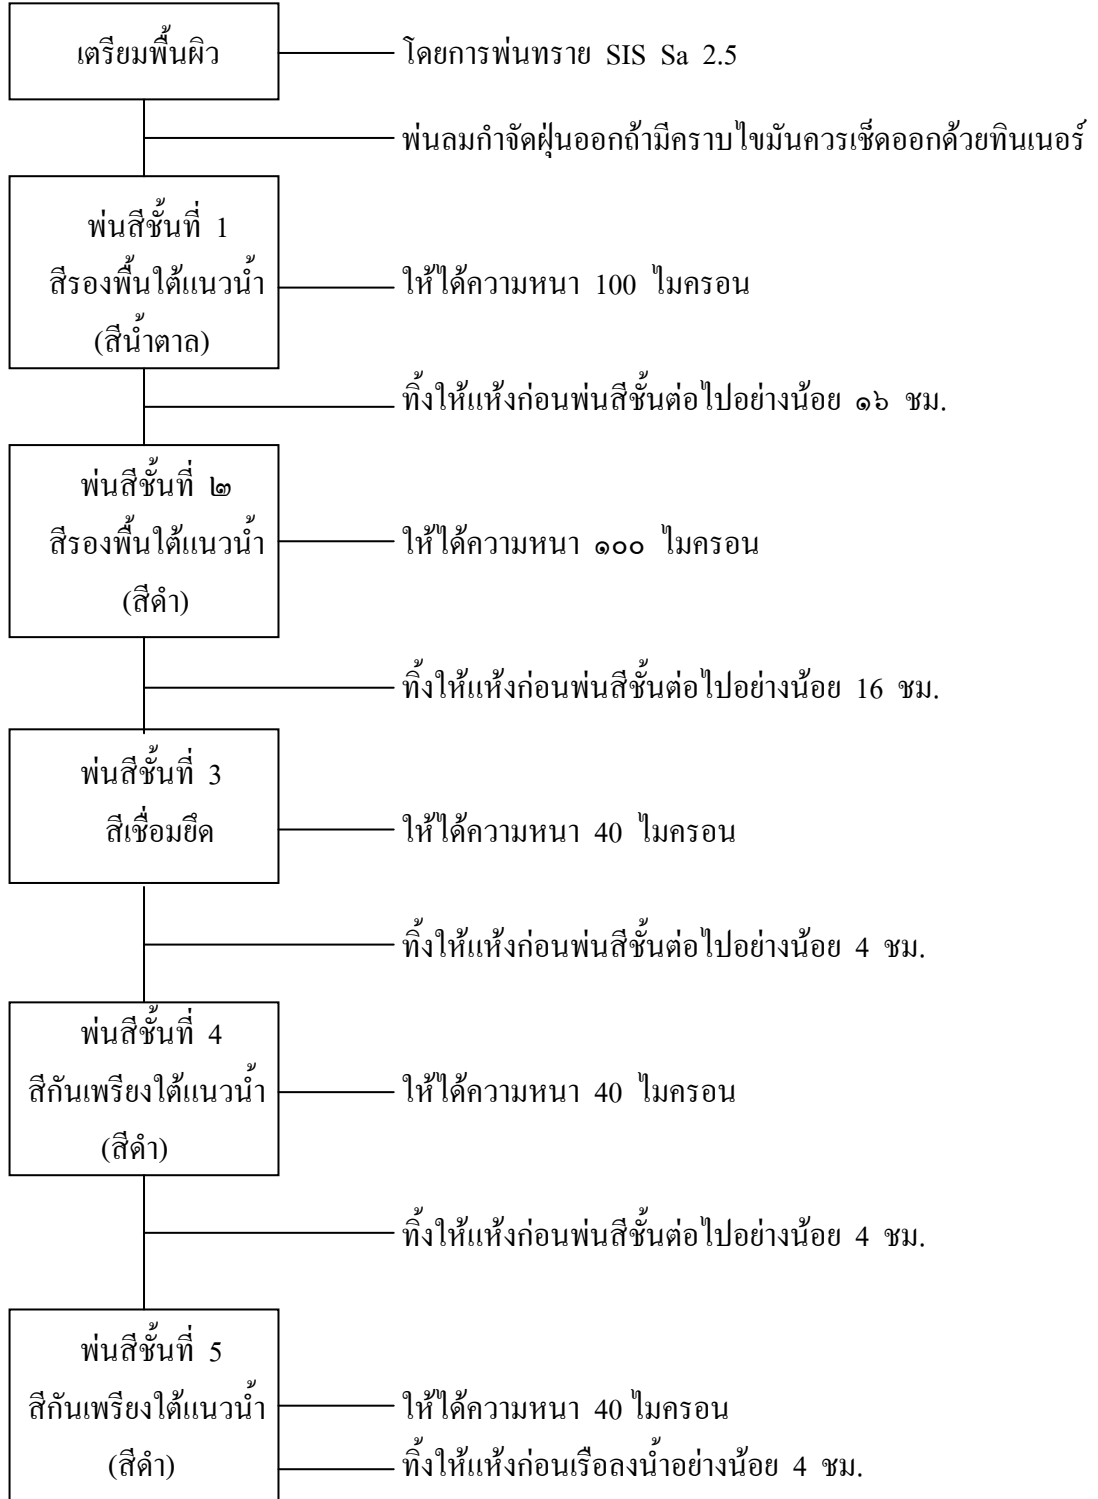 เตรียมพื้นผิว
โดยการพ่นทราย SIS Sa 2.5
พ่นลมกำจัดฝุ่นออกถ้ามีคราบไขมันควรเช็ดออกด้วยทินเนอร์
พ่นสีชั้นที่ 1
สีรองพื้นใต้แนวน้ำ
(สีน้ำตาล)
ให้ได้ความหนา 100 ไมครอน
ทิ้งให้แห้งก่อนพ่นสีชั้นต่อไปอย่างน้อย ๑๖ ชม.
พ่นสีชั้นที่ ๒
สีรองพื้นใต้แนวน้ำ
(สีดำ)
ให้ได้ความหนา ๑๐๐ ไมครอน
ทิ้งให้แห้งก่อนพ่นสีชั้นต่อไปอย่างน้อย 16 ชม.
พ่นสีชั้นที่ 3
สีเชื่อมยึด
ให้ได้ความหนา 40 ไมครอน
ทิ้งให้แห้งก่อนพ่นสีชั้นต่อไปอย่างน้อย 4 ชม.
พ่นสีชั้นที่ 4
สีกันเพรียงใต้แนวน้ำ
(สีดำ)
ให้ได้ความหนา 40 ไมครอน
ทิ้งให้แห้งก่อนพ่นสีชั้นต่อไปอย่างน้อย 4 ชม.
พ่นสีชั้นที่ 5
สีกันเพรียงใต้แนวน้ำ
(สีดำ)
ให้ได้ความหนา 40 ไมครอน
ทิ้งให้แห้งก่อนเรือลงน้ำอย่างน้อย 4 ชม.